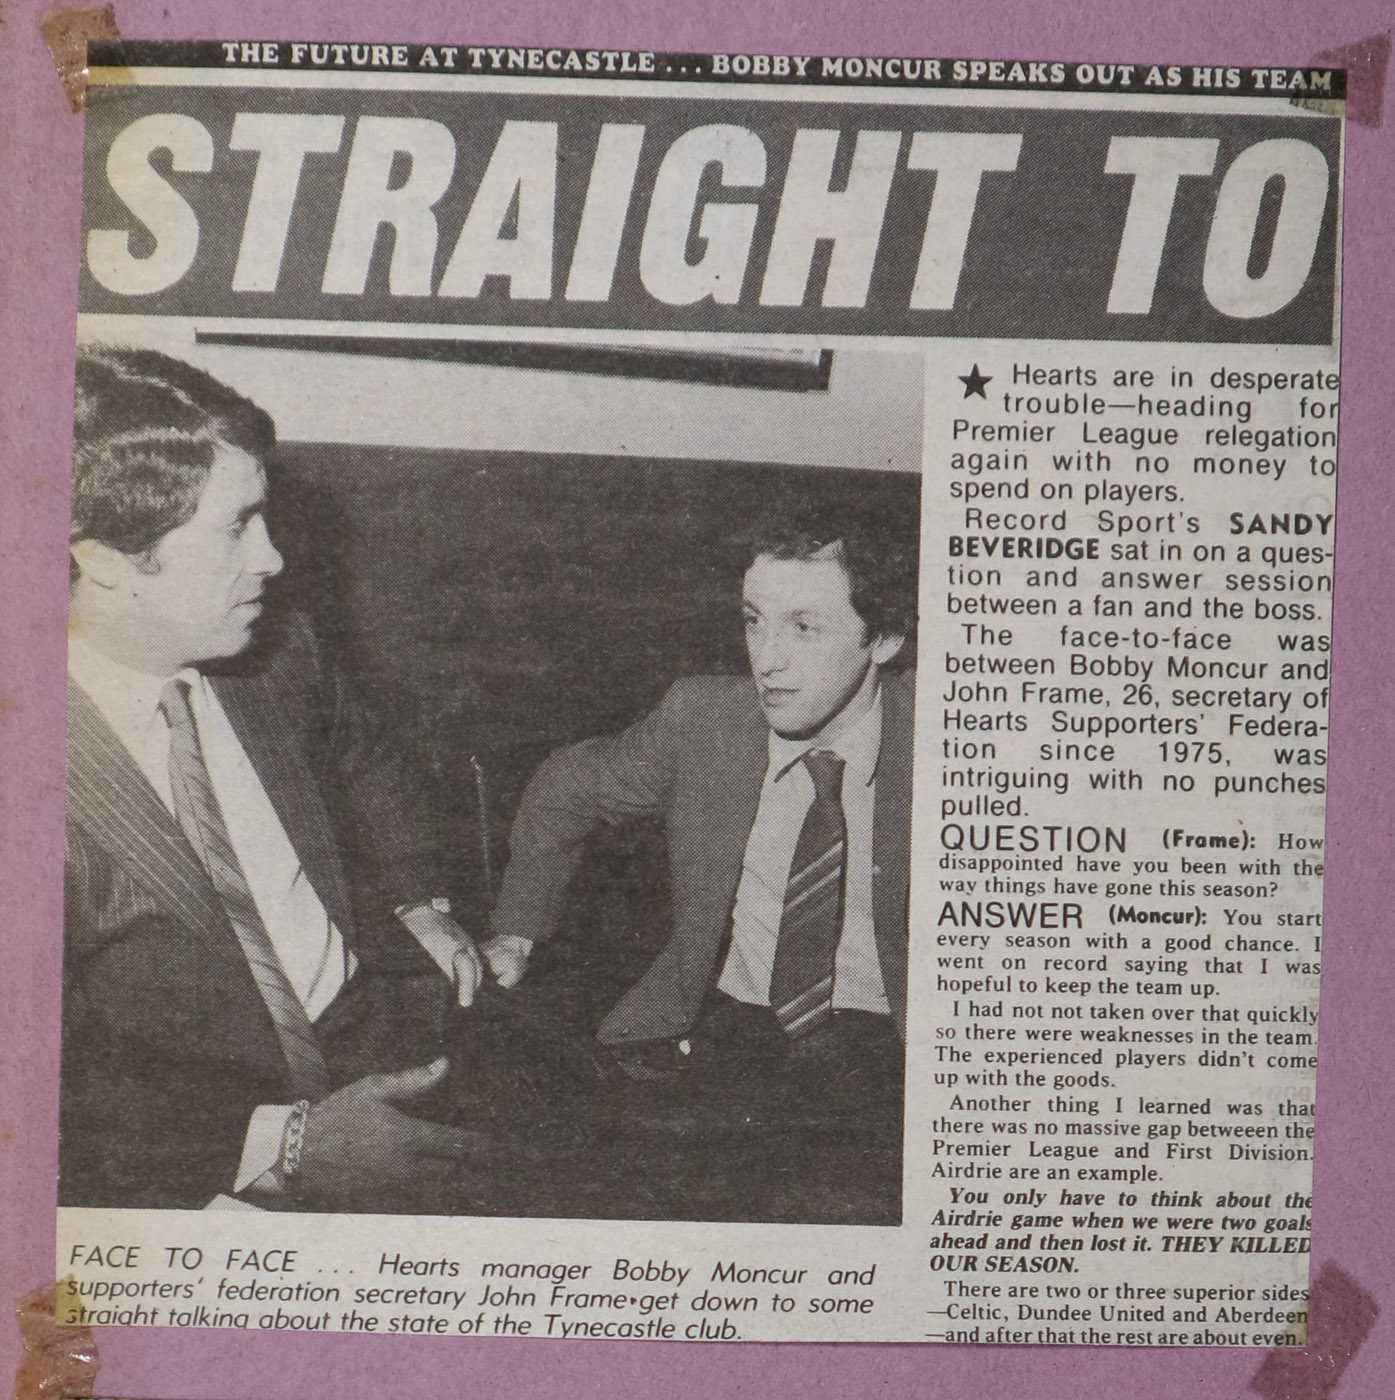 THE FUTURE AT TYNECASTLE ... BOBBY MONCUR SPEAKS OUT AS HIS TEAM
STRAIGHT TO
★ Hearts are in desperate
trouble—heading for
Premier League relegation
again with no money to
spend on players.
Record Sport's SANDY
BEVERIDGE sat in on a ques-
tion and answer session
between a fan and the boss.
The face-to-face was
between Bobby Moncur and
John Frame, 26, secretary of
Hearts Supporters' Federa-
tion since 1975, was
intriguing with no punches
pulled.
QUESTION (Frame): How
disappointed have you been with the
way things have gone this season?
ANSWER (Moncur): You start
every season with a good chance. I
went on record saying that I was
hopeful to keep the team up.
I had not not taken over that quickly
so there were weaknesses in the team.
The experienced players didn't come
up with the goods.
Another thing I learned was that
there was no massive gap betweeen the
Premier League and First Division.
Airdrie are an example.
You only have to think about the
Airdrie game when we were two goals
ahead and then lost it. THEY KILLED
OUR SEASON.
There are two or three superior sides
—Celtic, Dundee United and Aberdeen
—and after that the rest are about even.
FACE TO FACE ... Hearts manager Bobby Moncur and
supporters' federation secretary John Frame•get down to some
straight talking about the state of the Tynecastle club.